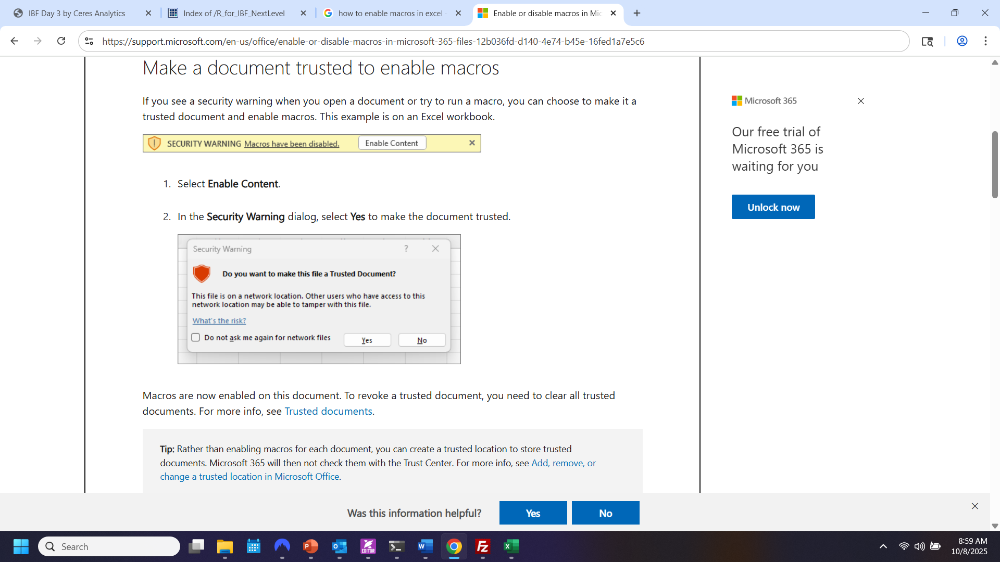 IBF Day 3 by Ceres Analytics
Index of /R_for_IBF_NextLevel
how to enable macros in excel
Enable or disable macros in Mic
https://support.microsoft.com/en-us/office/enable-or-disable-macros-in-microsoft-365-files-12b036fd-d140-4e74-b45e-16fed1a7e5c6
Make a document trusted to enable macros
If you see a security warning when you open a document or try to run a macro, you can choose to make it a
trusted document and enable macros. This example is on an Excel workbook.
SECURITY WARNING Macros have been disabled. Enable Content
1. Select Enable Content.
2. In the Security Warning dialog, select Yes to make the document trusted.
Security Warning ?
Do you want to make this file a Trusted Document?
This file is on a network location. Other users who have access to this
network location may be able to tamper with this file.
What's the risk?
Do not ask me again for network files Yes No
Macros are now enabled on this document. To revoke a trusted document, you need to clear all trusted
documents. For more info, see Trusted documents.
Tip: Rather than enabling macros for each document, you can create a trusted location to store trusted
documents. Microsoft 365 will then not check them with the Trust Center. For more info, see Add, remove, or
change a trusted location in Microsoft Office.
Microsoft 365
Our free trial of
Microsoft 365 is
waiting for you
Unlock now
Was this information helpful? Yes No
Search
EDITOR
8:59 AM
10/8/2025